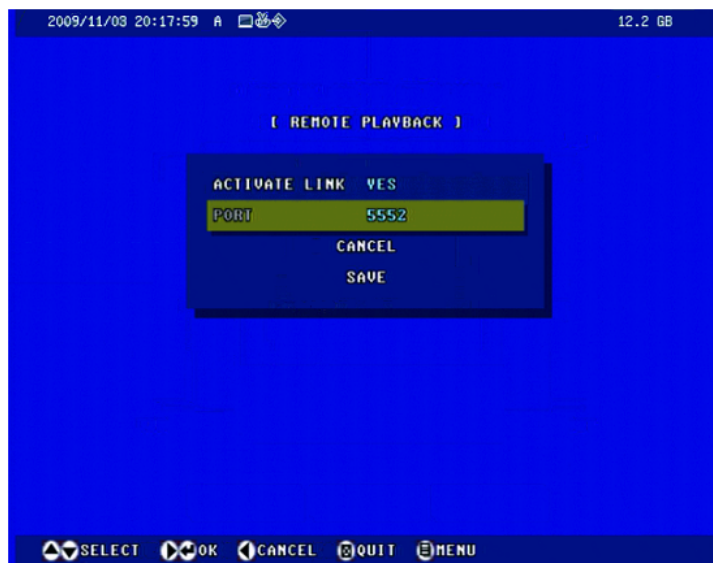 2009/11/03 20:17:59 A 12.2 GB
[ REMOTE PLAYBACK ]
ACTIVATE LINK YES
PORT 5552
CANCEL
SAVE
SELECT OK CANCEL QUIT MENU